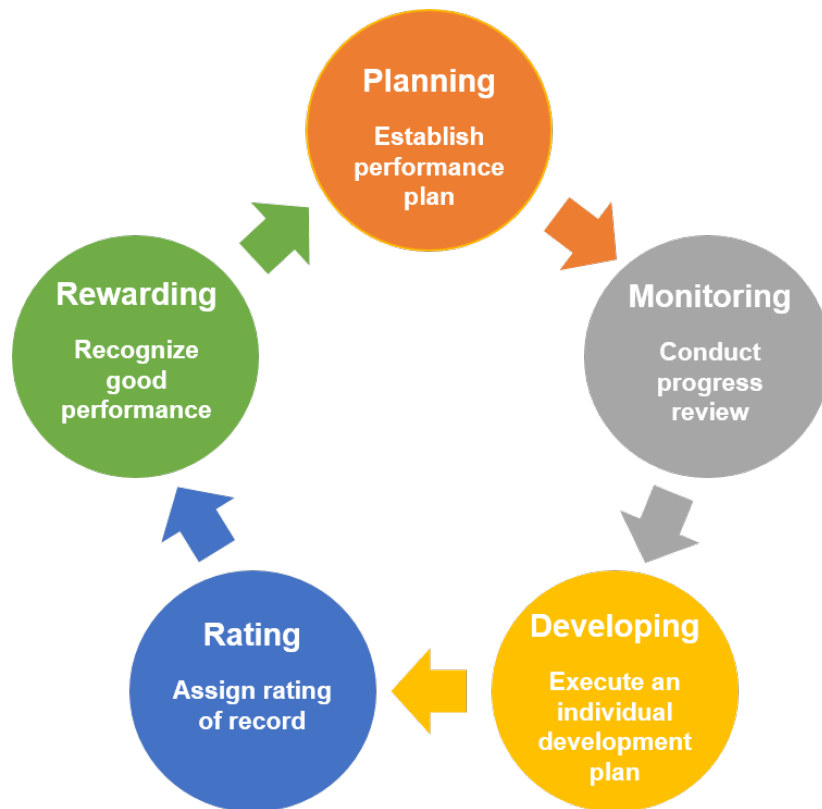 Planning
Establish
performance
plan
Monitoring
Conduct
progress
review
Developing
Execute an
individual
development
plan
Rating
Assign rating
of record
Rewarding
Recognize
good
performance